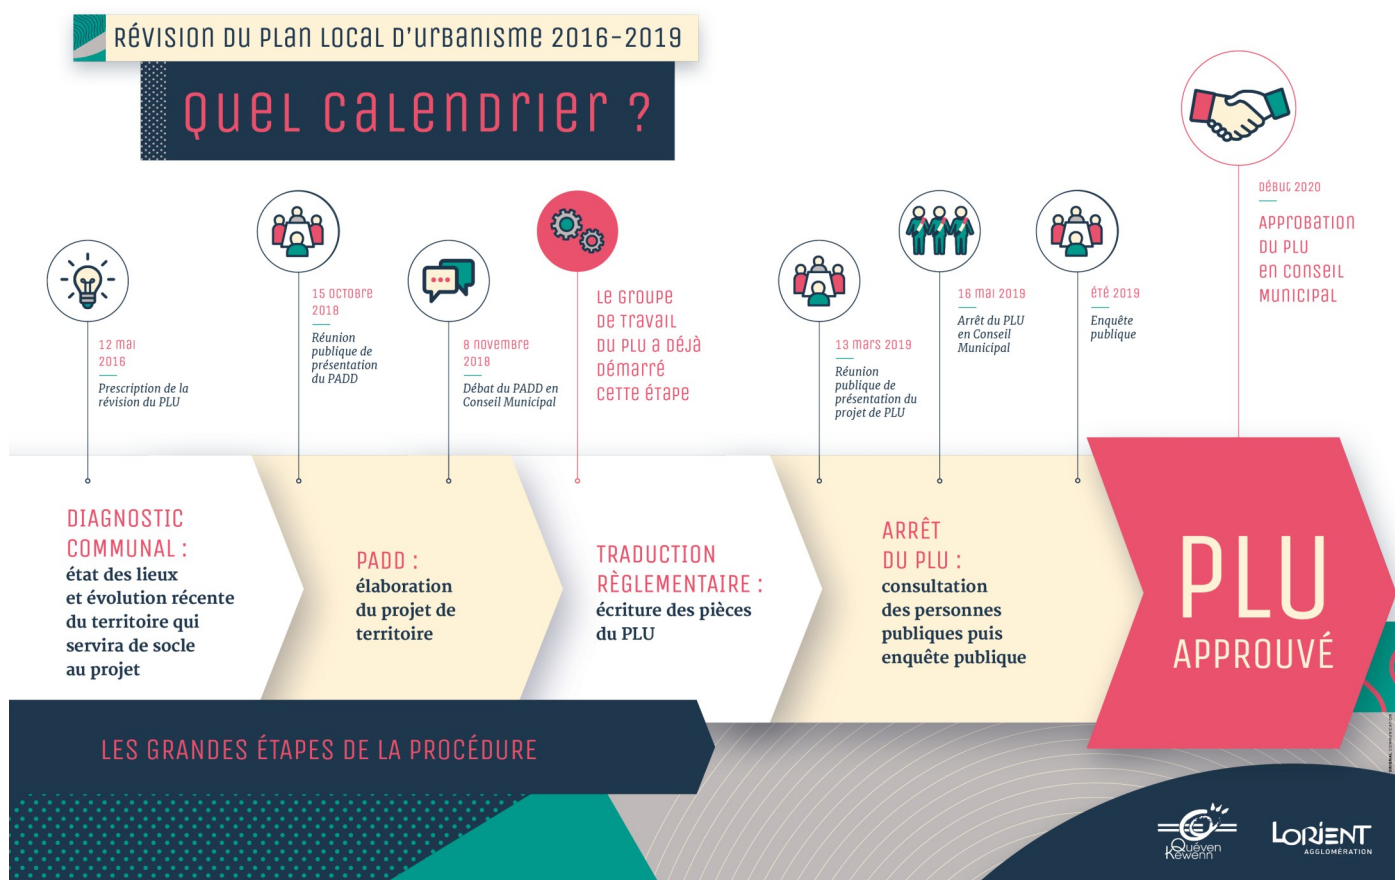 RÉVISION DU PLAN LOCAL D'URBANISME 2016-2019
QUEL CALENDRIER ?
12 mai
2016
Prescription de la
révision du PLU
15 octobre
2018
Réunion
publique de
présentation
du PADD
8 novembre
2018
Débat du PADD en
Conseil Municipal
Le groupe
de travail
du PLU a déjà
démarré
cette étape
13 mars 2019
Réunion
publique de
présentation du
projet de PLU
16 mai 2019
Arrêt du PLU
en Conseil
Municipal
été 2019
Enquête
publique
Début 2020
Approbation
du PLU
en Conseil
Municipal
DIAGNOSTIC
COMMUNAL :
état des lieux
et évolution récente
du territoire qui
servira de socle
au projet
PADD :
élaboration
du projet de
territoire
TRADUCTION
RÈGLEMENTAIRE :
écriture des pièces
du PLU
ARRÊT
DU PLU :
consultation
des personnes
publiques puis
enquête publique
PLU
APPROUVÉ
LES GRANDES ÉTAPES DE LA PROCÉDURE
Quéven
Kewenn
LORIENT
AGGLOMÉRATION